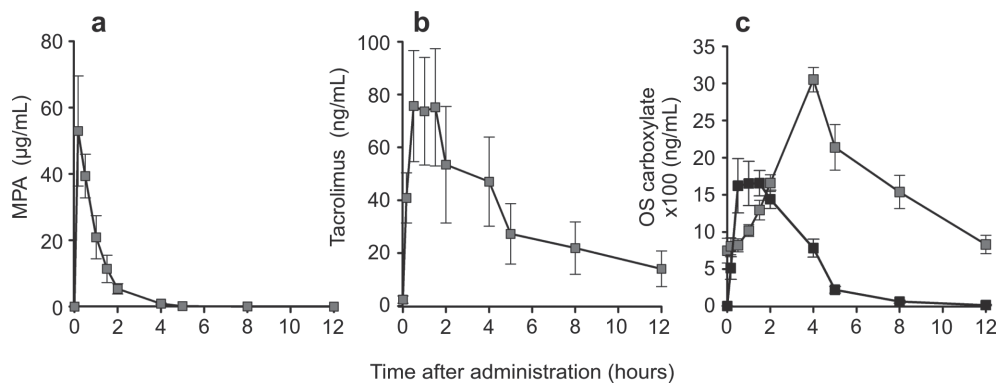 a
b
c
MPA (µg/mL)
80
60
40
20
0
0 2 4 6 8 10 12
Tacrolimus (ng/mL)
100
80
60
40
20
0
0 2 4 6 8 10 12
OS carboxylate
x100 (ng/mL)
35
30
25
20
15
10
5
0
0 2 4 6 8 10 12
Time after administration (hours)